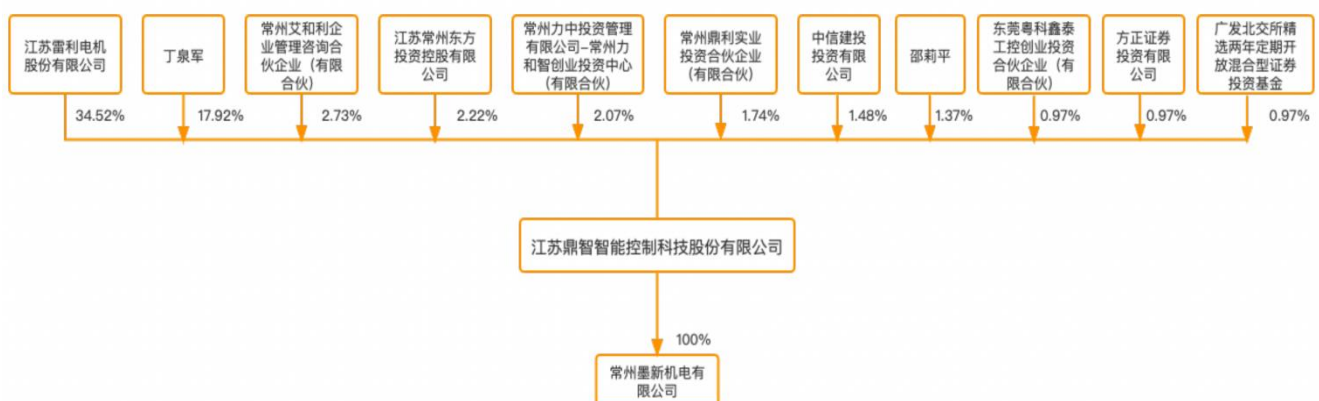 江苏雷利电机
股份有限公司
丁泉军
常州艾和利企
业管理咨询合
伙企业（有限
合伙）
江苏常州东方
投资控股有限
公司
常州力中投资管理
有限公司–常州力
和智创业投资中心
（有限合伙）
常州鼎利实业
投资合伙企业
（有限合伙）
中信建投
投资有限
公司
邵莉平
东莞粤科鑫泰
工控创业投资
合伙企业（有
限合伙）
方正证券
投资有限
公司
广发北交所精
选两年定期开
放混合型证券
投资基金
34.52%
17.92%
2.73%
2.22%
2.07%
1.74%
1.48%
1.37%
0.97%
0.97%
0.97%
江苏鼎智智能控制科技股份有限公司
100%
常州墨新机电有
限公司